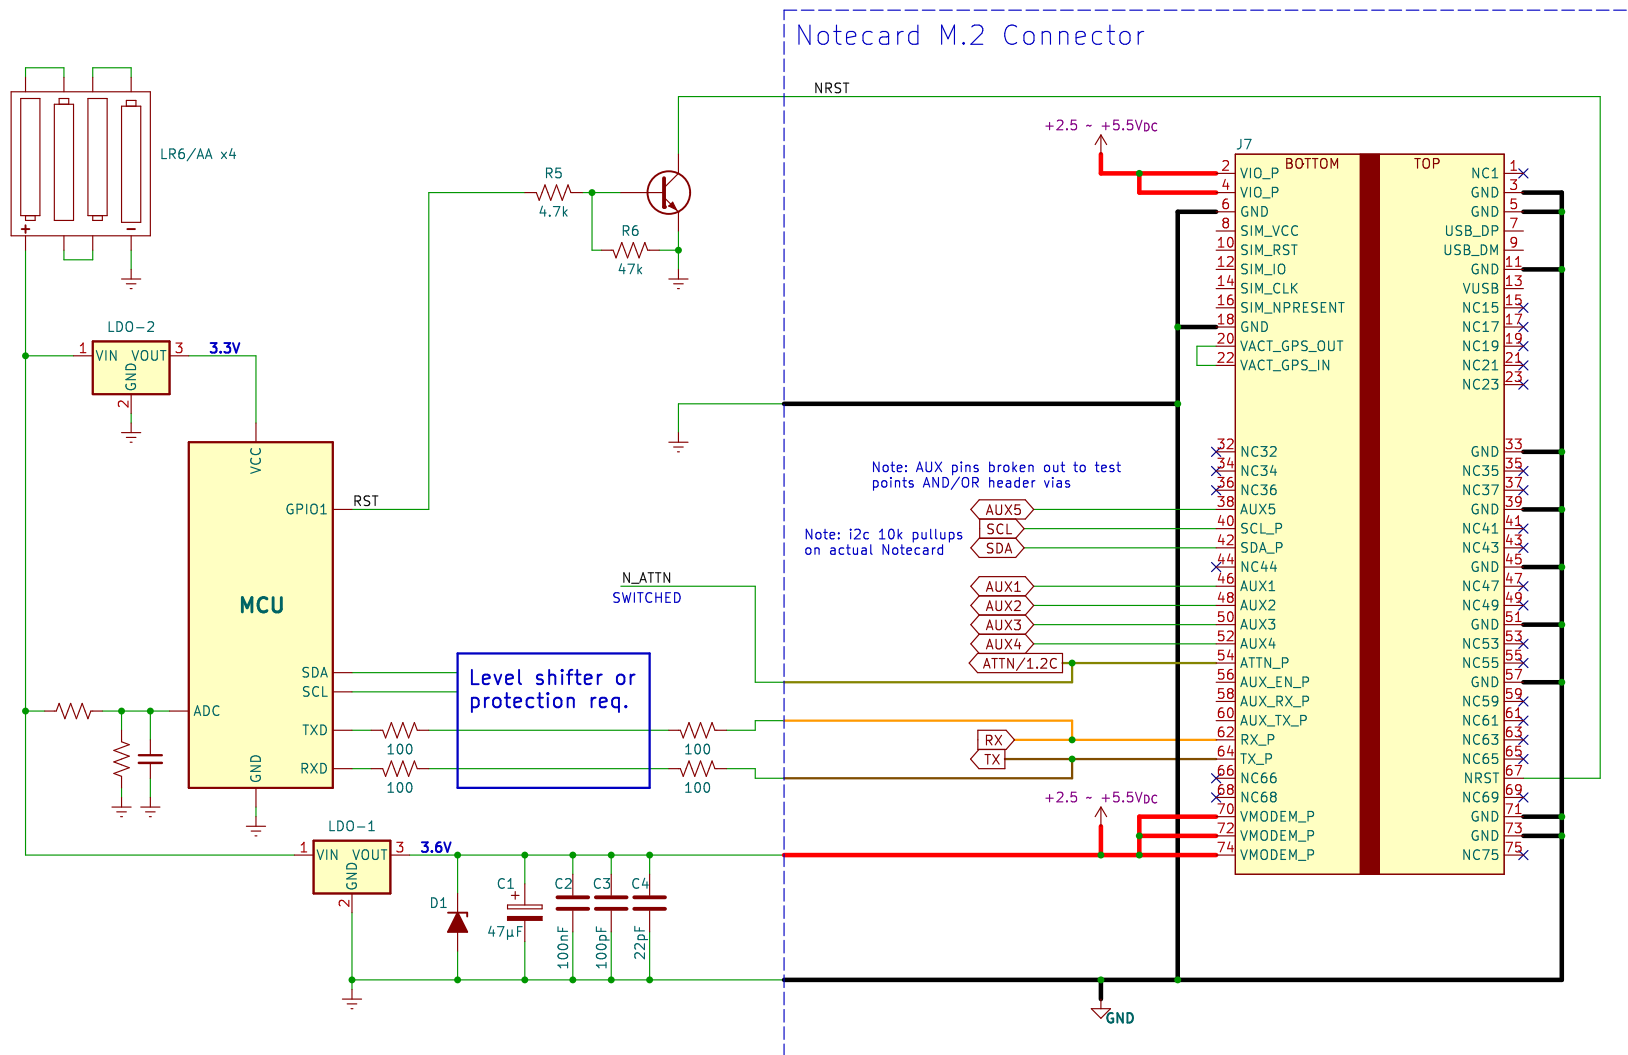 Notecard M.2 Connector
NRST
+2.5 ~ +5.5VDC
LR6/AA x4
+
-
R5
4.7k
R6
47k
J7
BOTTOM
TOP
2 VIO_P NC1 1
4 VIO_P GND 3
6 GND GND 5
8 SIM_VCC USB_DP 7
10 SIM_RST USB_DM 9
12 SIM_IO GND 11
14 SIM_CLK VUSB 13
16 SIM_NPRESENT NC15 15
18 GND NC17 17
20 VACT_GPS_OUT NC19 19
22 VACT_GPS_IN NC21 21
NC23 23
32 NC32 GND 33
34 NC34 NC35 35
36 NC36 NC37 37
38 AUX5 GND 39
40 SCL_P NC41 41
42 SDA_P NC43 43
44 NC44 GND 45
46 AUX1 NC47 47
48 AUX2 NC49 49
50 AUX3 GND 51
52 AUX4 NC53 53
54 ATTN_P NC55 55
56 AUX_EN_P GND 57
58 AUX_RX_P NC59 59
60 AUX_TX_P NC61 61
62 RX_P NC63 63
64 TX_P NC65 65
66 NC66 NRST 67
68 NC68 NC69 69
70 VMODEM_P GND 71
72 VMODEM_P GND 73
74 VMODEM_P NC75 75
LDO-2
1 VIN VOUT 3
GND
2
3.3V
VCC
GPIO1
RST
MCU
SDA
SCL
ADC
TXD
RXD
GND
Note: AUX pins broken out to test
points AND/OR header vias
AUX5
SCL
SDA
Note: i2c 10k pullups
on actual Notecard
N_ATTN
SWITCHED
AUX1
AUX2
AUX3
AUX4
ATTN/1.2C
RX
TX
Level shifter or
protection req.
100
100
100
100
+2.5 ~ +5.5VDC
LDO-1
1 VIN VOUT 3
GND
2
3.6V
D1
C1
+
47µF
C2
100nF
C3
100pF
C4
22pF
GND